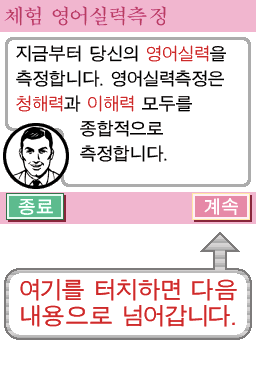 체험 영어실력측정
지금부터 당신의 영어실력을
측정합니다. 영어실력측정은
청해력과 이해력 모두를
종합적으로
측정합니다.
종료
계속
여기를 터치하면 다음
내용으로 넘어갑니다.